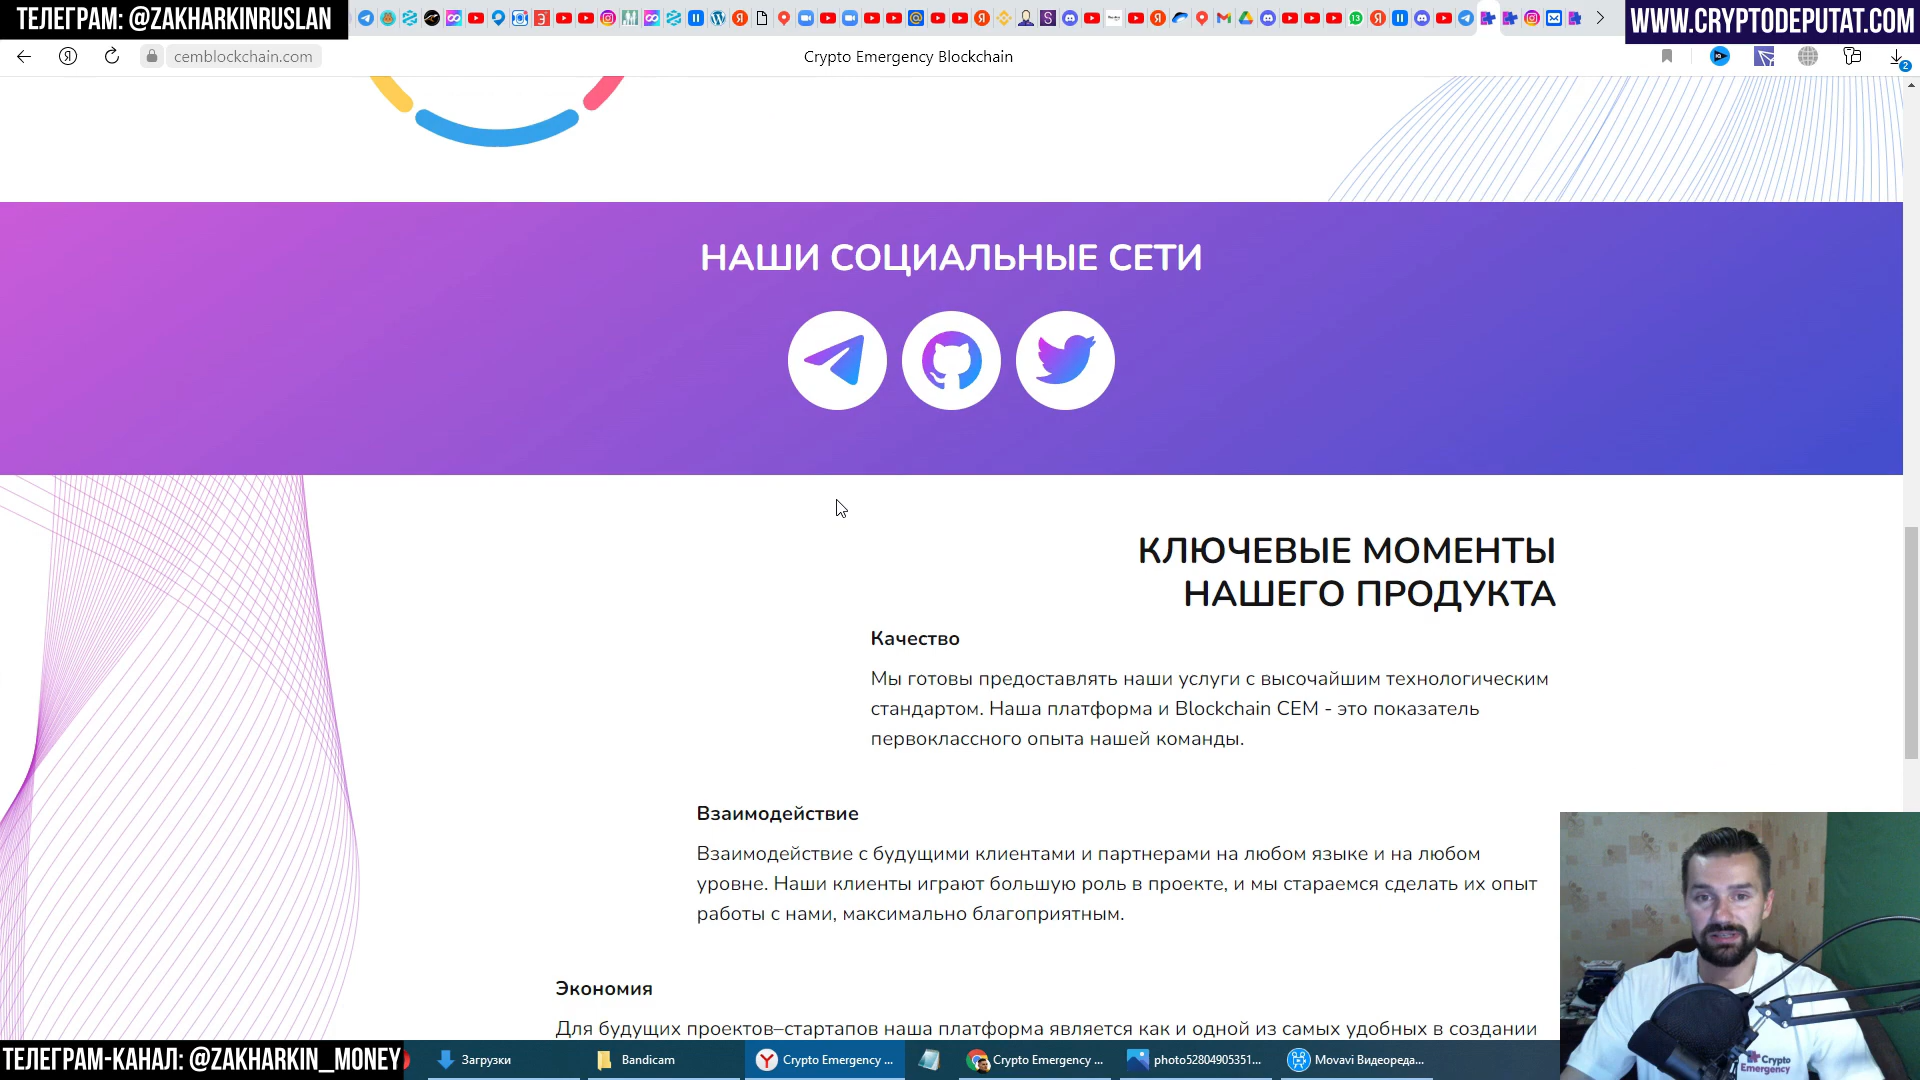 ТЕЛЕГРАМ: @ZAKHARKINRUSLAN
WWW.CRYPTODEPUTAT.COM
cemblockchain.com
Crypto Emergency Blockchain
2
НАШИ СОЦИАЛЬНЫЕ СЕТИ
КЛЮЧЕВЫЕ МОМЕНТЫ
НАШЕГО ПРОДУКТА
Качество
Мы готовы предоставлять наши услуги с высочайшим технологическим
стандартом. Наша платформа и Blockchain CEM - это показатель
первоклассного опыта нашей команды.
Взаимодействие
Взаимодействие с будущими клиентами и партнерами на любом языке и на любом
уровне. Наши клиенты играют большую роль в проекте, и мы стараемся сделать их опыт
работы с нами, максимально благоприятным.
Экономия
Для будущих проектов–стартапов наша платформа является как и одной из самых удобных в создании
Crypto
Emergency
ТЕЛЕГРАМ-КАНАЛ: @ZAKHARKIN_MONEY
Загрузки
Bandicam
Crypto Emergency ...
Crypto Emergency ...
photo52804905351...
Movavi Видеореда...